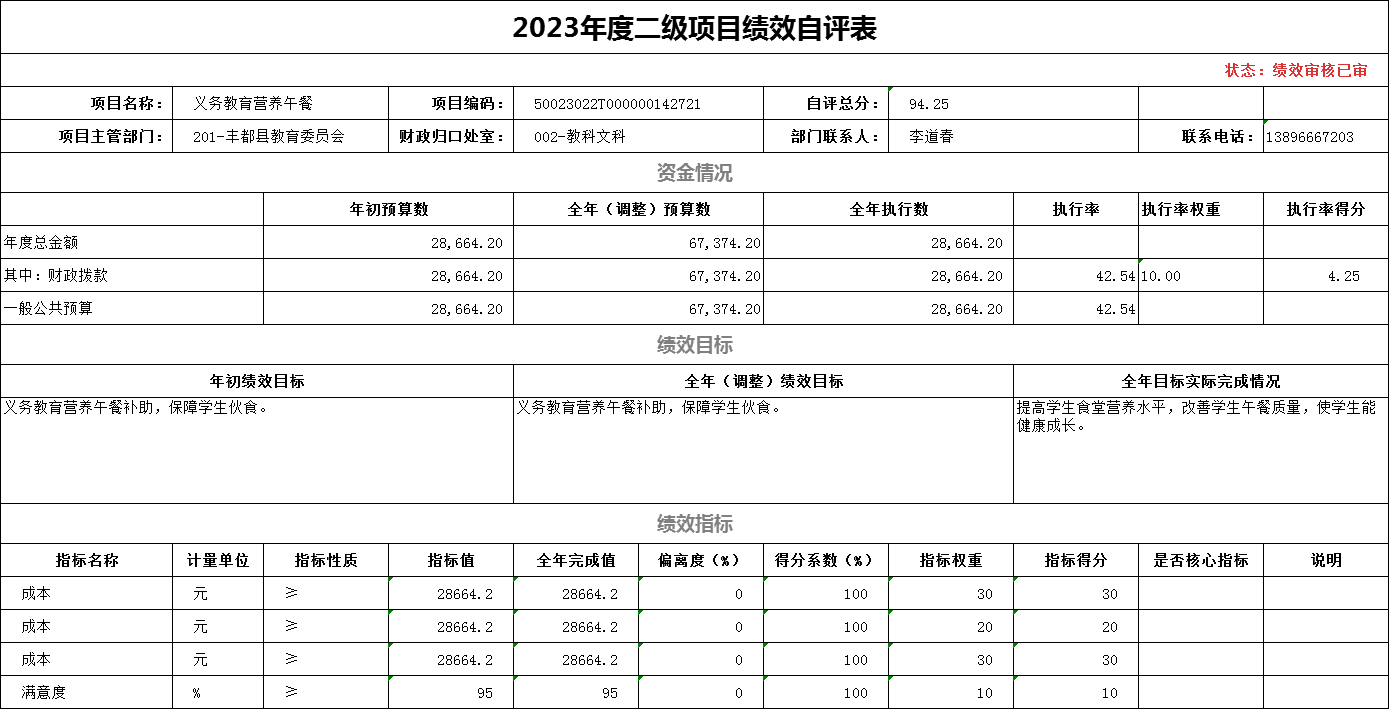 2023年度二级项目绩效自评表
状态：绩效审核已审
项目名称： 义务教育营养午餐 项目编码： 50023022T000000142721 自评总分： 94.25
项目主管部门： 201-丰都县教育委员会 财政归口处室： 002-教科文科 部门联系人： 李道春 联系电话： 13896667203
资金情况
年初预算数 全年（调整）预算数 全年执行数 执行率 执行率权重 执行率得分
年度总金额 28,664.20 67,374.20 28,664.20
其中：财政拨款 28,664.20 67,374.20 28,664.20 42.54 10.00 4.25
一般公共预算 28,664.20 67,374.20 28,664.20 42.54
绩效目标
年初绩效目标 全年（调整）绩效目标 全年目标实际完成情况
义务教育营养午餐补助，保障学生伙食。 义务教育营养午餐补助，保障学生伙食。 提高学生食堂营养水平，改善学生午餐质量，使学生能
健康成长。
绩效指标
指标名称 计量单位 指标性质 指标值 全年完成值 偏离度（%） 得分系数（%） 指标权重 指标得分 是否核心指标 说明
成本 元 ≥ 28664.2 28664.2 0 100 30 30
成本 元 ≥ 28664.2 28664.2 0 100 20 20
成本 元 ≥ 28664.2 28664.2 0 100 30 30
满意度 % ≥ 95 95 0 100 10 10